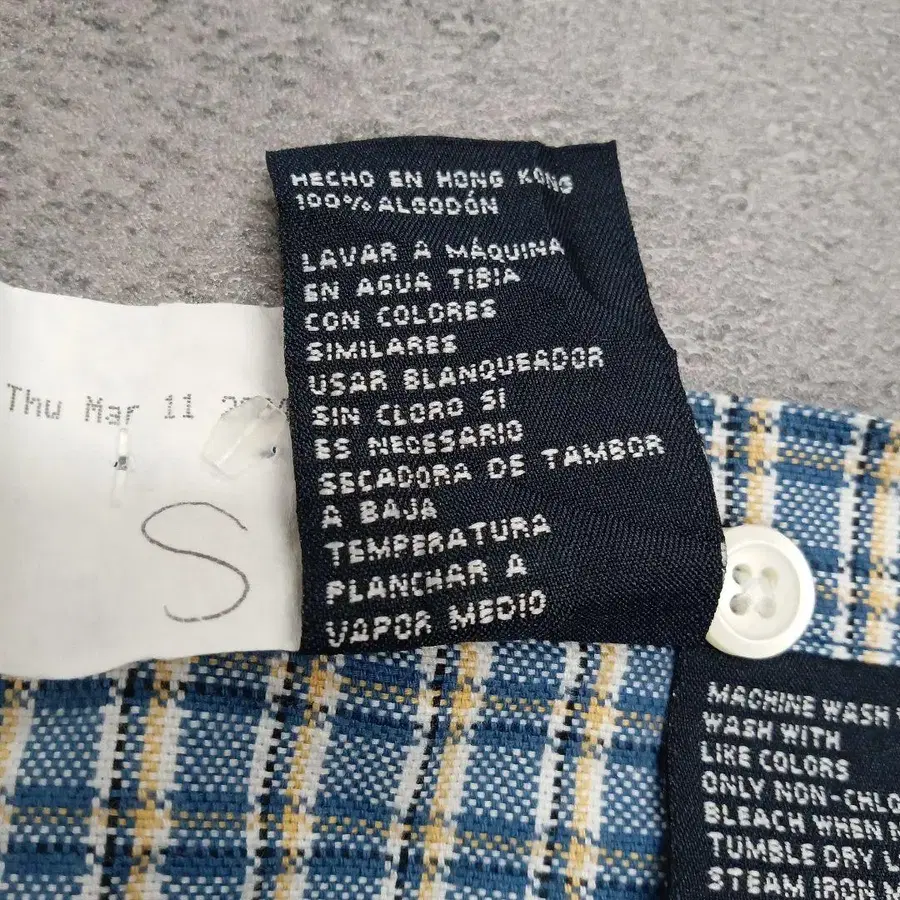 HECHO EN HONG KONG
100% ALGODÓN
LAVAR A MÁQUINA
EN AGUA TIBIA
CON COLORES
SIMILARES
USAR BLANQUEADOR
SIN CLORO SI
ES NECESARIO
SECADORA DE TAMBOR
A BAJA
TEMPERATURA
PLANCHAR A
VAPOR MEDIO
Thu Mar 11
S
MACHINE WASH
WASH WITH
LIKE COLORS
ONLY NON-CHLO
BLEACH WHEN
TUMBLE DRY
STEAM IRON